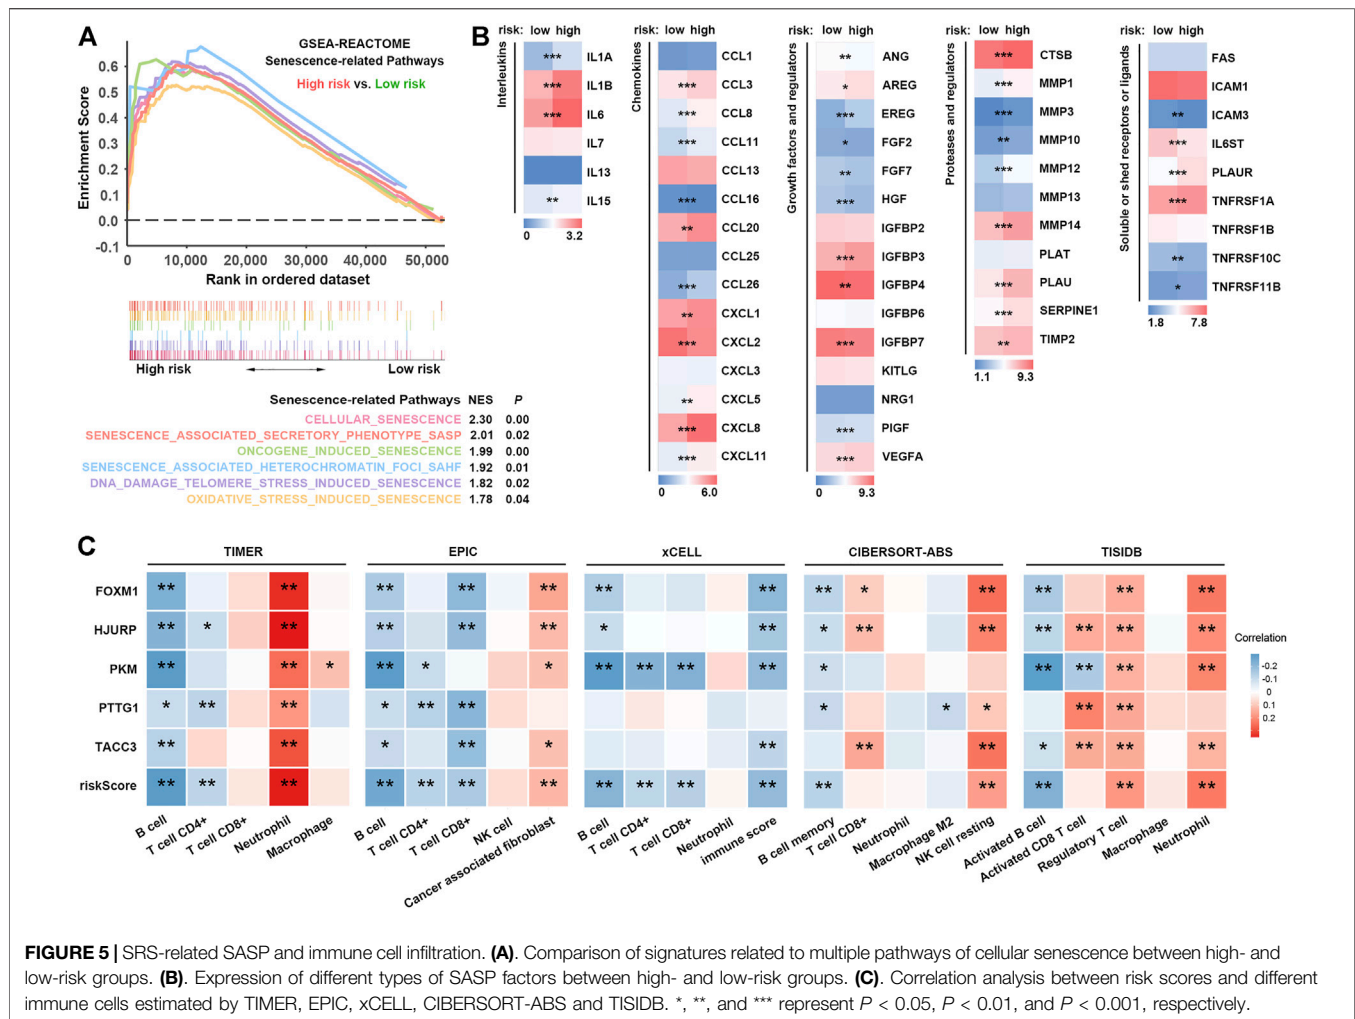 A
GSEA-REACTOME
Senescence-related Pathways
High risk vs. Low risk
Enrichment Score
0.6
0.5
0.4
0.3
0.2
0.1
0.0
-0.1
0 10,000 20,000 30,000 40,000 50,000
Rank in ordered dataset
High risk Low risk
Senescence-related Pathways NES P
CELLULAR_SENESCENCE 2.30 0.00
SENESCENCE_ASSOCIATED_SECRETORY_PHENOTYPE_SASP 2.01 0.02
ONCOGENE_INDUCED_SENESCENCE 1.99 0.00
SENESCENCE_ASSOCIATED_HETEROCHROMATIN_FOCI_SAHF 1.92 0.01
DNA_DAMAGE_TELOMERE_STRESS_INDUCED_SENESCENCE 1.82 0.02
OXIDATIVE_STRESS_INDUCED_SENESCENCE 1.78 0.04
B
risk: low high
Interleukins
*** IL1A
*** IL1B
*** IL6
IL7
IL13
** IL15
0 3.2
risk: low high
Chemokines
CCL1
*** CCL3
*** CCL8
*** CCL11
CCL13
*** CCL16
** CCL20
CCL25
*** CCL26
** CXCL1
*** CXCL2
CXCL3
** CXCL5
*** CXCL8
*** CXCL11
0 6.0
risk: low high
Growth factors and regulators
** ANG
* AREG
*** EREG
* FGF2
** FGF7
*** HGF
IGFBP2
*** IGFBP3
** IGFBP4
IGFBP6
*** IGFBP7
KITLG
NRG1
*** PIGF
*** VEGFA
0 9.3
risk: low high
Proteases and regulators
*** CTSB
*** MMP1
*** MMP3
** MMP10
*** MMP12
MMP13
*** MMP14
PLAT
*** PLAU
*** SERPINE1
** TIMP2
1.1 9.3
risk: low high
Soluble or shed receptors or ligands
FAS
ICAM1
** ICAM3
*** IL6ST
*** PLAUR
*** TNFRSF1A
TNFRSF1B
** TNFRSF10C
* TNFRSF11B
1.8 7.8
C
TIMER EPIC xCELL CIBERSORT-ABS TISIDB
FOXM1 ** ** ** ** ** ** ** ** * ** ** ** **
HJURP ** * ** ** ** ** * ** * ** ** ** ** ** **
PKM ** ** * ** * * ** ** ** ** * ** ** ** **
PTTG1 * ** ** * ** ** * * * ** **
TACC3 ** ** * ** * ** ** ** * ** ** **
riskScore ** ** ** ** ** ** ** ** ** ** ** ** ** ** ** **
B cell T cell CD4+ T cell CD8+ Neutrophil Macrophage
B cell T cell CD4+ T cell CD8+ NK cell Cancer associated fibroblast
B cell T cell CD4+ T cell CD8+ Neutrophil immune score
B cell memory T cell CD8+ Neutrophil Macrophage M2 NK cell resting
Activated B cell Activated CD8 T cell Regulatory T cell Macrophage Neutrophil
Correlation
-0.2
-0.1
0
0.1
0.2
FIGURE 5 | SRS-related SASP and immune cell infiltration. (A). Comparison of signatures related to multiple pathways of cellular senescence between high- and
low-risk groups. (B). Expression of different types of SASP factors between high- and low-risk groups. (C). Correlation analysis between risk scores and different
immune cells estimated by TIMER, EPIC, xCELL, CIBERSORT-ABS and TISIDB. *, **, and *** represent P < 0.05, P < 0.01, and P < 0.001, respectively.